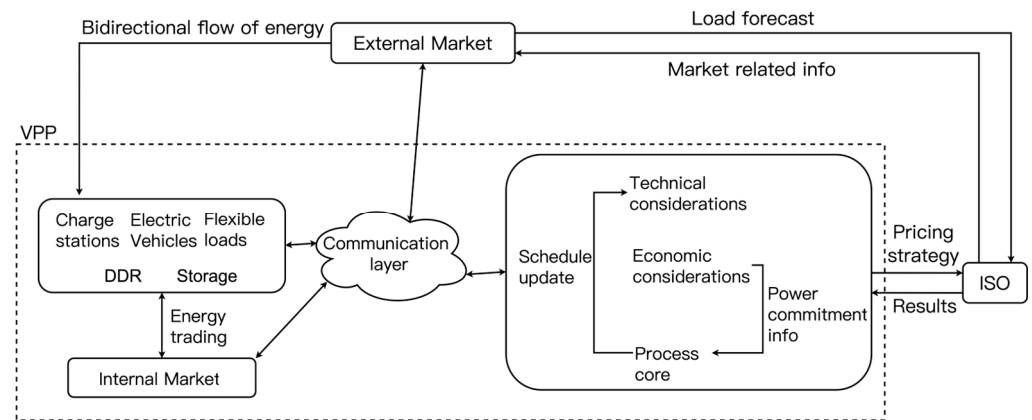 Bidirectional flow of energy
External Market
Load forecast
Market related info
VPP
Charge
stations
Electric
Vehicles
Flexible
loads
DDR
Storage
Energy
trading
Internal Market
Communication
layer
Schedule
update
Technical
considerations
Economic
considerations
Power
commitment
info
Process
core
Pricing
strategy
Results
ISO